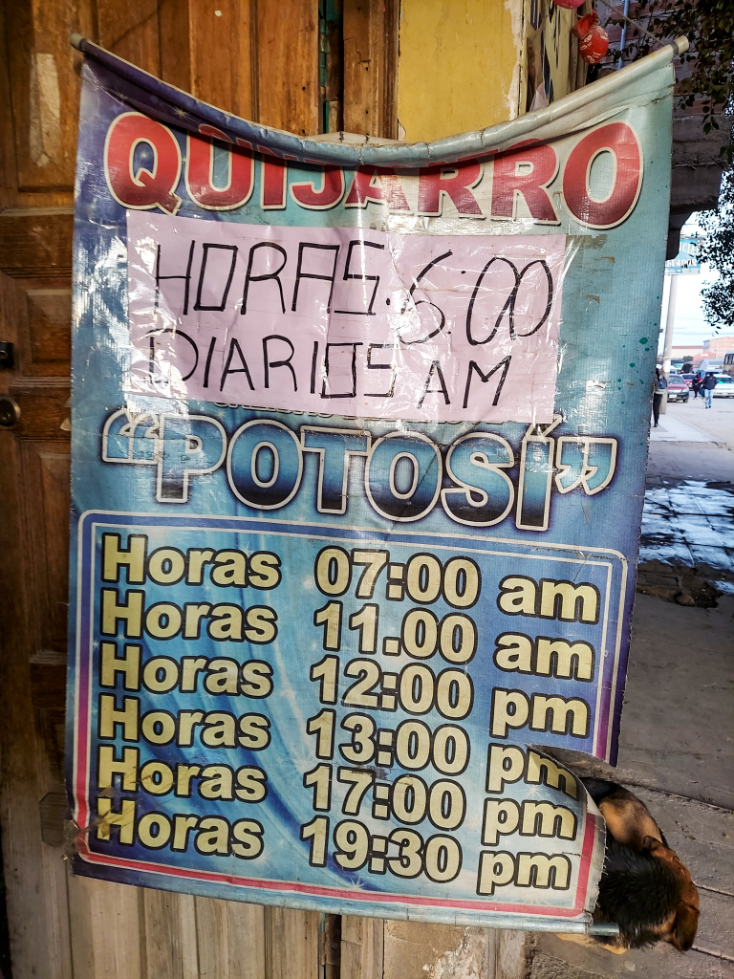 QUIJARRO
HORAS. 6:00
DIARIOS AM
“POTOSÍ”
Horas 07:00 am
Horas 11.00 am
Horas 12:00 pm
Horas 13:00 pm
Horas 17:00 pm
Horas 19:30 pm